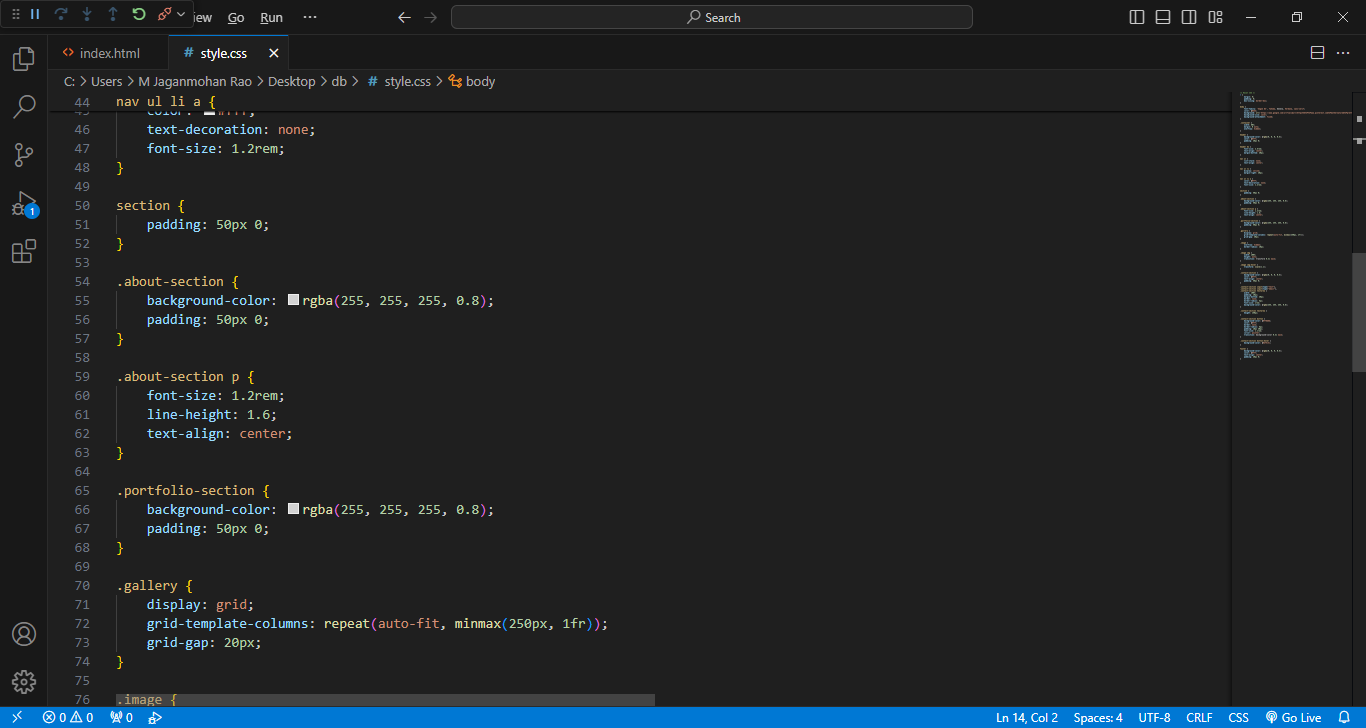 iew Go Run ··· Search
index.html style.css
C: > Users > M Jaganmohan Rao > Desktop > db > # style.css > body
44 nav ul li a {
45 color: #fff;
46 text-decoration: none;
47 font-size: 1.2rem;
48 }
49
50 section {
51 padding: 50px 0;
52 }
53
54 .about-section {
55 background-color: rgba(255, 255, 255, 0.8);
56 padding: 50px 0;
57 }
58
59 .about-section p {
60 font-size: 1.2rem;
61 line-height: 1.6;
62 text-align: center;
63 }
64
65 .portfolio-section {
66 background-color: rgba(255, 255, 255, 0.8);
67 padding: 50px 0;
68 }
69
70 .gallery {
71 display: grid;
72 grid-template-columns: repeat(auto-fit, minmax(250px, 1fr));
73 grid-gap: 20px;
74 }
75
76 .image {
1
0 0 0 Ln 14, Col 2 Spaces: 4 UTF-8 CRLF CSS Go Live